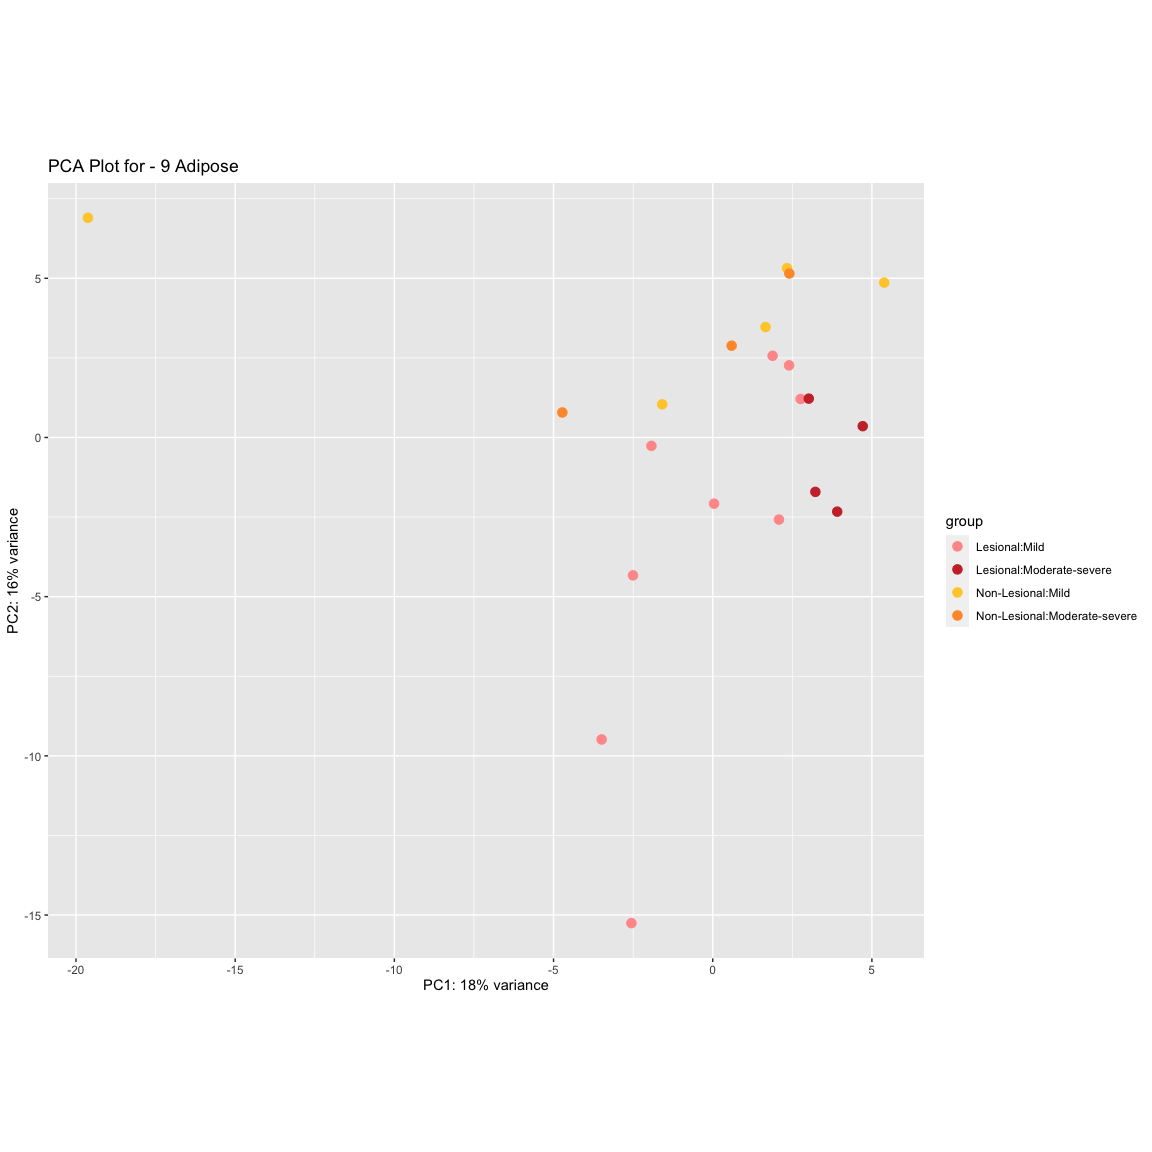 PCA Plot for - 9 Adipose
5
0
-5
-10
-15
PC2: 16% variance
-20
-15
-10
-5
0
5
PC1: 18% variance
group
Lesional:Mild
Lesional:Moderate-severe
Non-Lesional:Mild
Non-Lesional:Moderate-severe